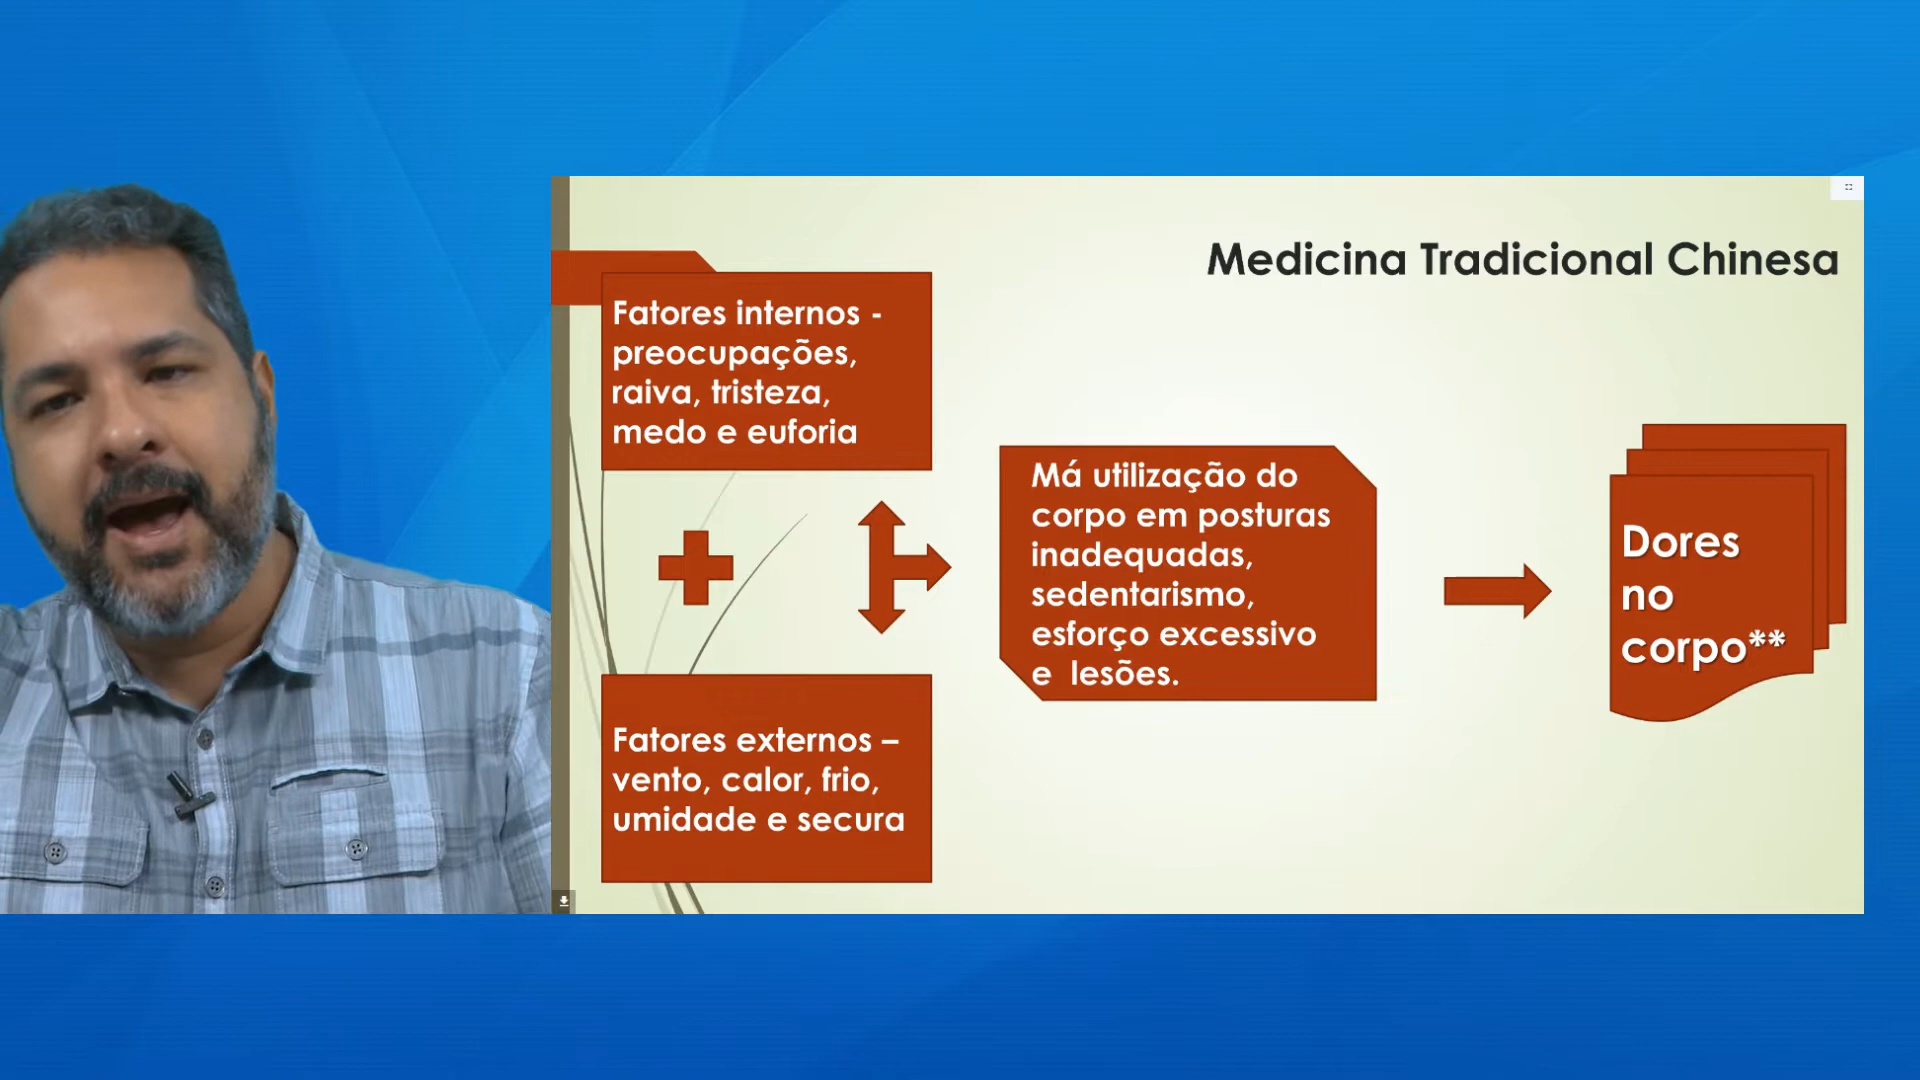 Medicina Tradicional Chinesa
Fatores internos -
preocupações,
raiva, tristeza,
medo e euforia
Fatores externos –
vento, calor, frio,
umidade e secura
Má utilização do
corpo em posturas
inadequadas,
sedentarismo,
esforço excessivo
e lesões.
Dores
no
corpo**